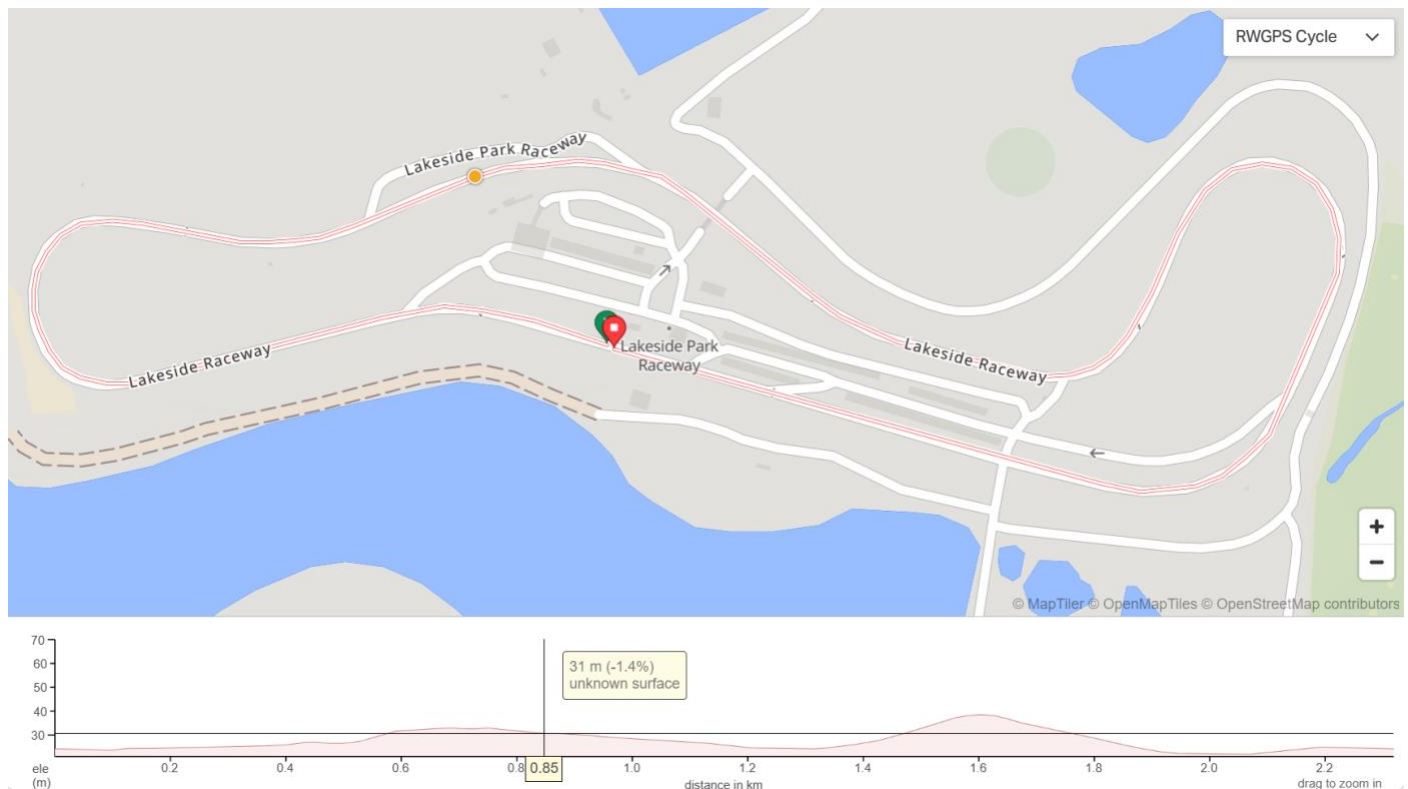 RWGPS Cycle
Lakeside Park Raceway
Lakeside Raceway
Lakeside Park
Raceway
Lakeside Raceway
+
−
© MapTiler © OpenMapTiles © OpenStreetMap contributors
70
60
50
40
30
31 m (-1.4%)
unknown surface
ele
(m)
0.2 0.4 0.6 0.8 0.85 1.0 1.2 1.4 1.6 1.8 2.0 2.2
distance in km
drag to zoom in